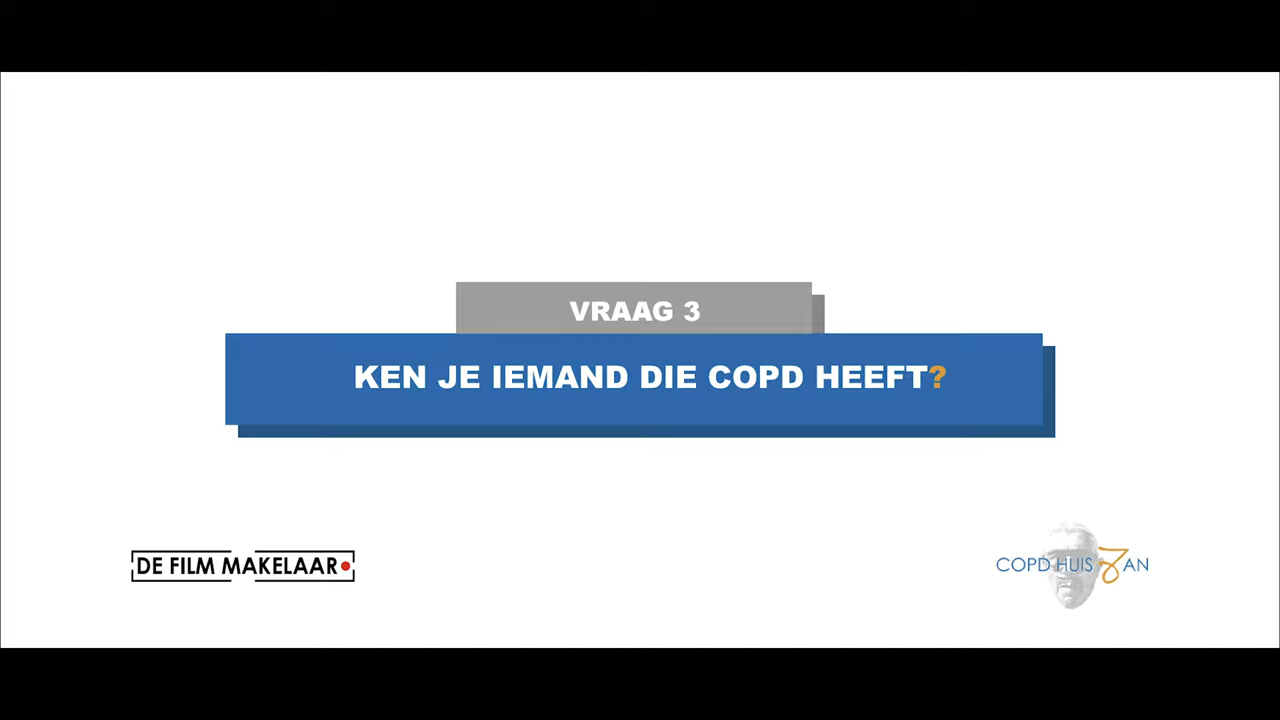 VRAAG 3
KEN JE IEMAND DIE COPD HEEFT?
DE FILM MAKELAAR
COPD HUIS JAN